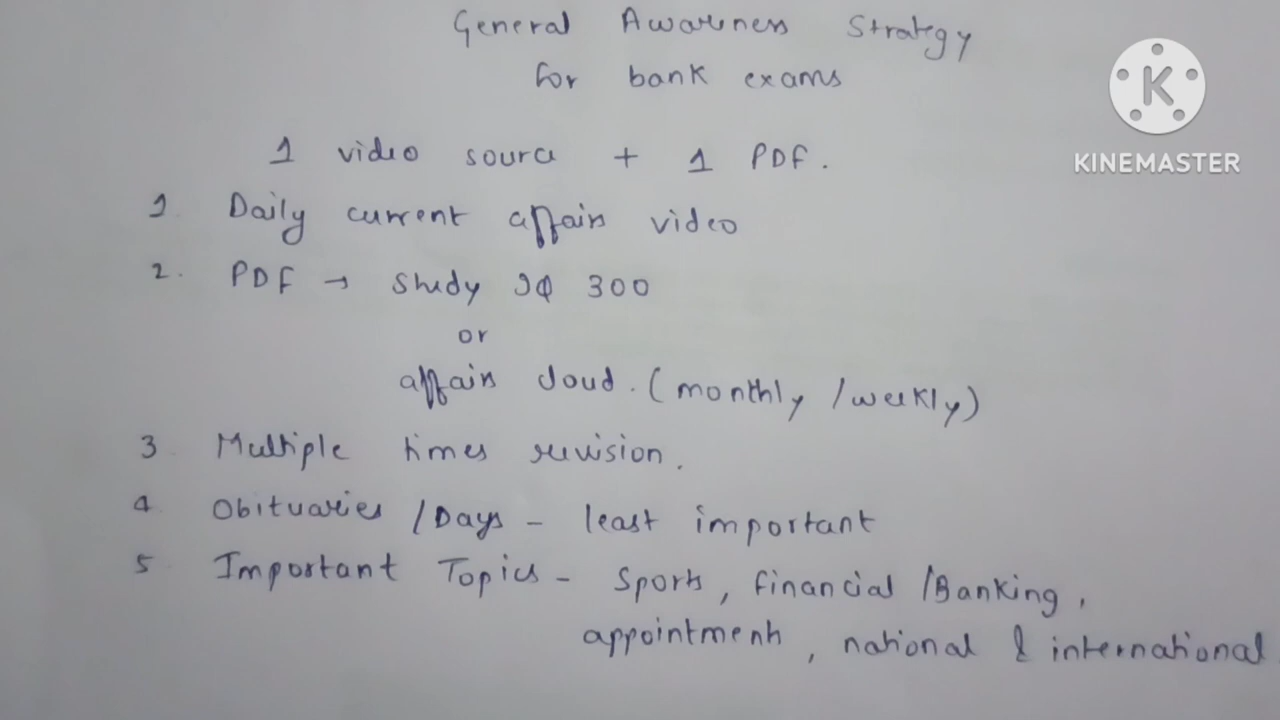 General Awareness Strategy
for bank exams
K
KINEMASTER
1 video source + 1 PDF.
1 Daily current affairs video
2. PDF → Study IQ 300
or
affairs cloud. (monthly /weekly)
3 Multiple times revision.
4 Obituaries /Days - least important
5 Important Topics - Sports, financial /Banking,
appointments, national & international